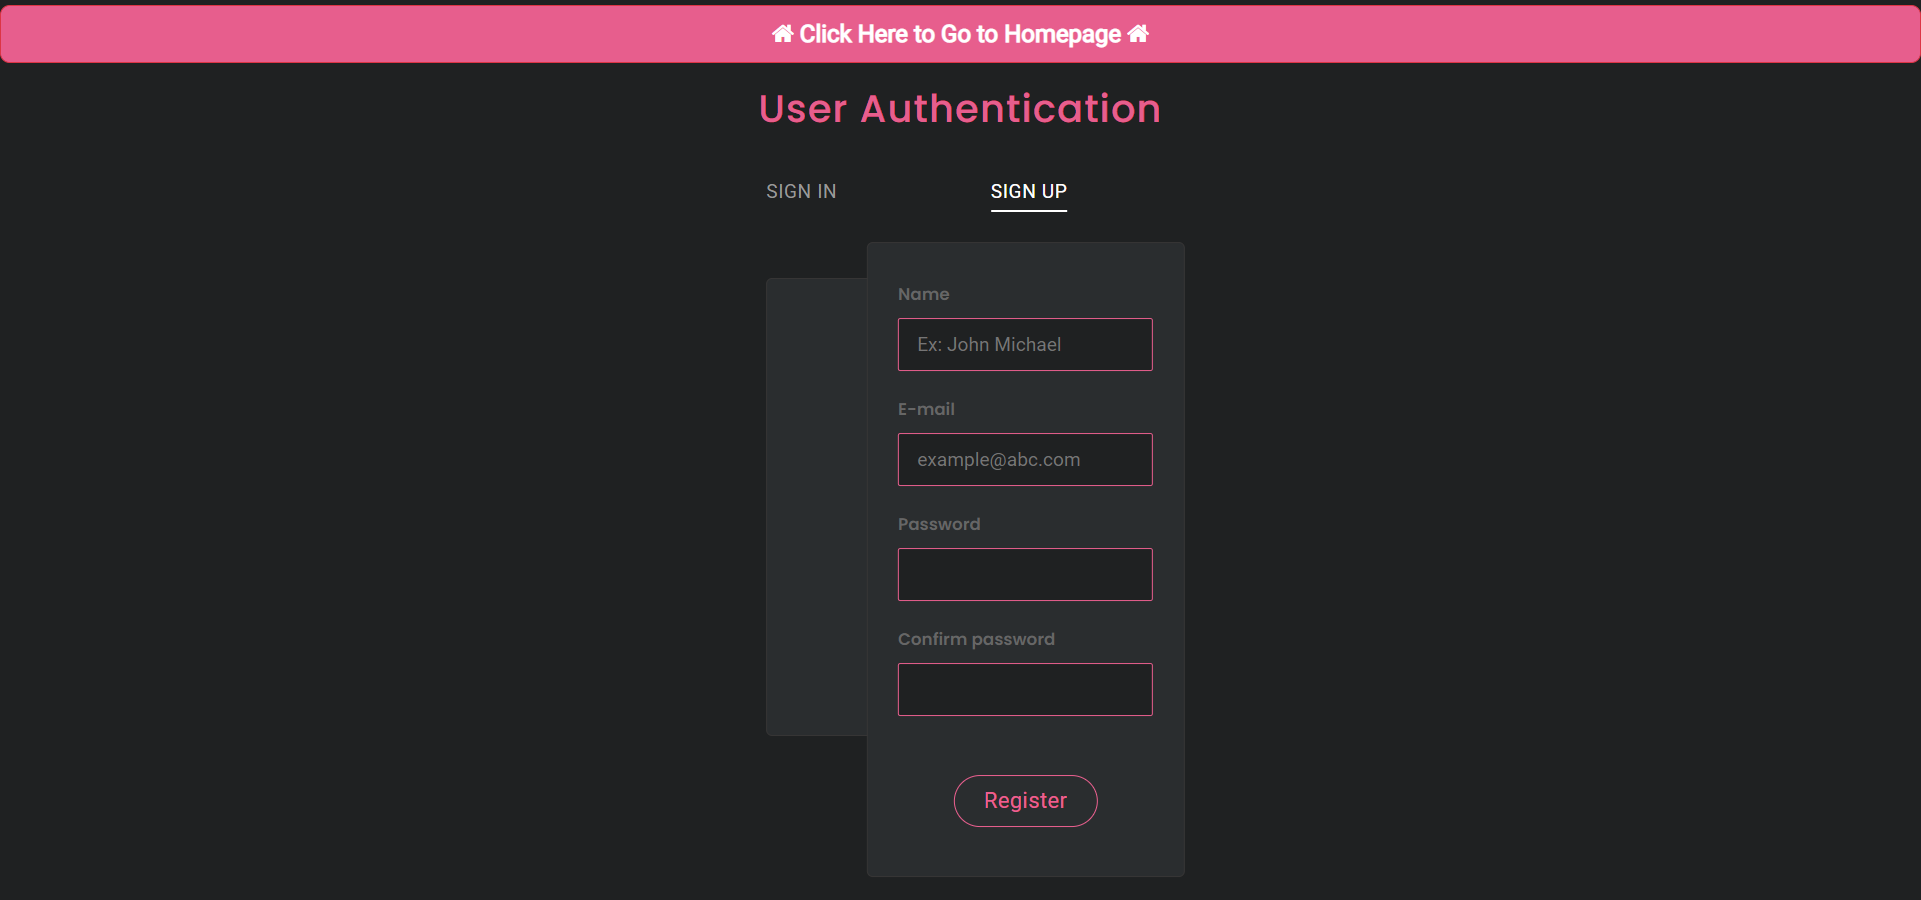 Click Here to Go to Homepage
User Authentication
SIGN IN
SIGN UP
Name
Ex: John Michael
E-mail
example@abc.com
Password
Confirm password
Register